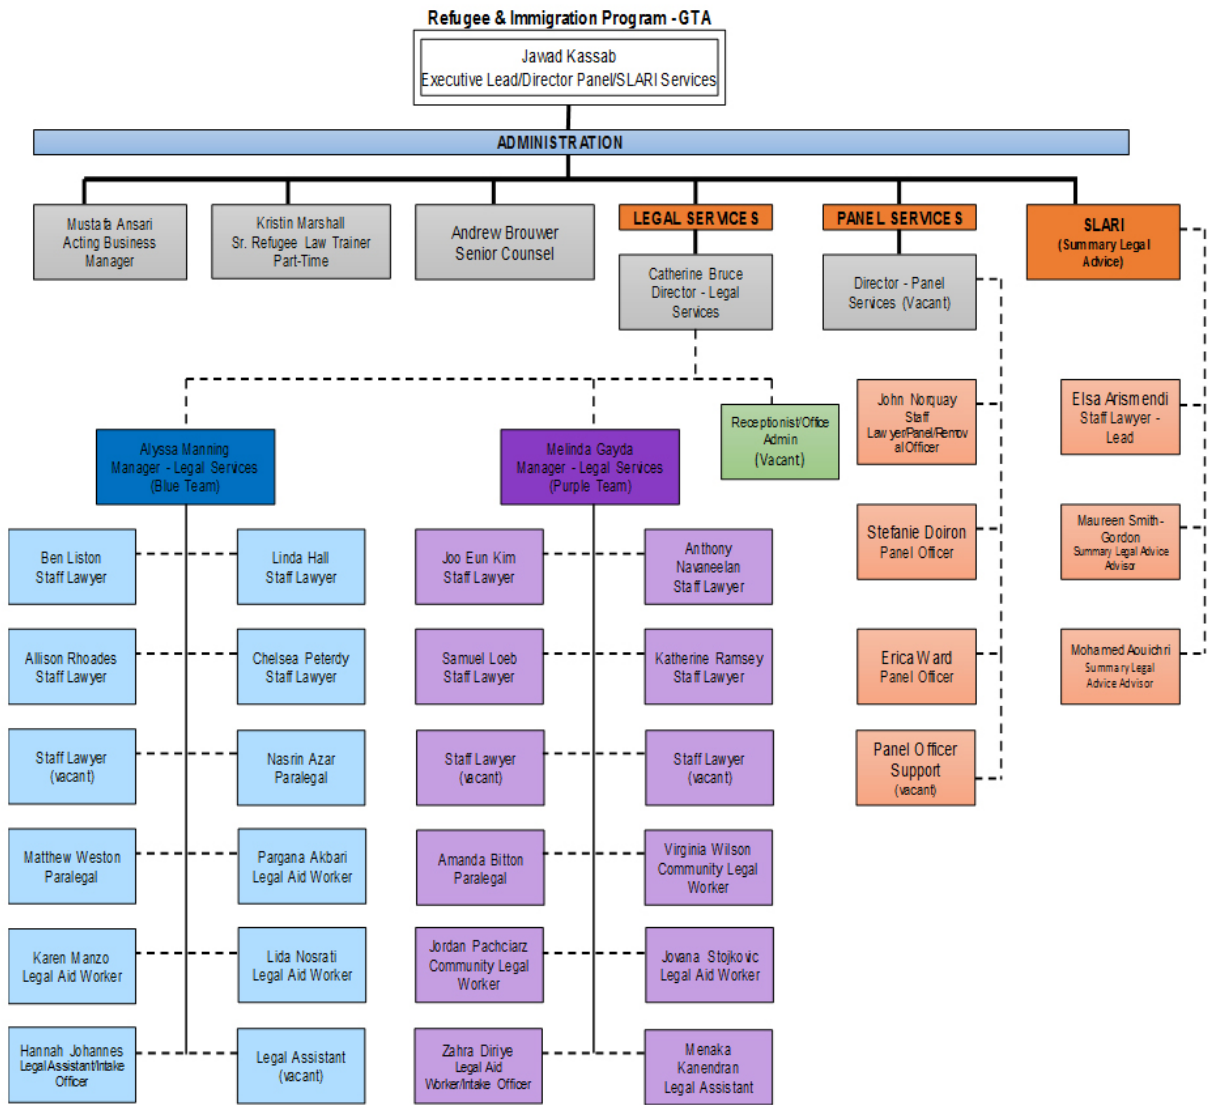 Refugee & Immigration Program - GTA
Jawad Kassab
Executive Lead/Director Panel/SLARI Services
ADMINISTRATION
Mustafa Ansari
Acting Business
Manager
Kristin Marshall
Sr. Refugee Law Trainer
Part-Time
Andrew Brouwer
Senior Counsel
LEGAL SERVICES
Catherine Bruce
Director - Legal
Services
PANEL SERVICES
Director - Panel
Services (Vacant)
SLARI
(Summary Legal
Advice)
Alyssa Manning
Manager - Legal Services
(Blue Team)
Melinda Gayda
Manager - Legal Services
(Purple Team)
Receptionist/Office
Admin
(Vacant)
John Norquay
Staff
Lawyer/Panel/Remov
al Officer
Elsa Arismendi
Staff Lawyer -
Lead
Ben Liston
Staff Lawyer
Linda Hall
Staff Lawyer
Joo Eun Kim
Staff Lawyer
Anthony
Navaneelan
Staff Lawyer
Stefanie Doiron
Panel Officer
Maureen Smith-
Gordon
Summary Legal Advice
Advisor
Allison Rhoades
Staff Lawyer
Chelsea Peterdy
Staff Lawyer
Samuel Loeb
Staff Lawyer
Katherine Ramsey
Staff Lawyer
Erica Ward
Panel Officer
Mohamed Aouichri
Summary Legal
Advice Advisor
Staff Lawyer
(vacant)
Nasrin Azar
Paralegal
Staff Lawyer
(vacant)
Staff Lawyer
(vacant)
Panel Officer
Support
(vacant)
Matthew Weston
Paralegal
Pargana Akbari
Legal Aid Worker
Amanda Bitton
Paralegal
Virginia Wilson
Community Legal
Worker
Karen Manzo
Legal Aid Worker
Lida Nosrati
Legal Aid Worker
Jordan Pachciarz
Community Legal
Worker
Jovana Stojkovic
Legal Aid Worker
Hannah Johannes
Legal Assistant/Intake
Officer
Legal Assistant
(vacant)
Zahra Diriye
Legal Aid
Worker/Intake Officer
Menaka
Kanendran
Legal Assistant